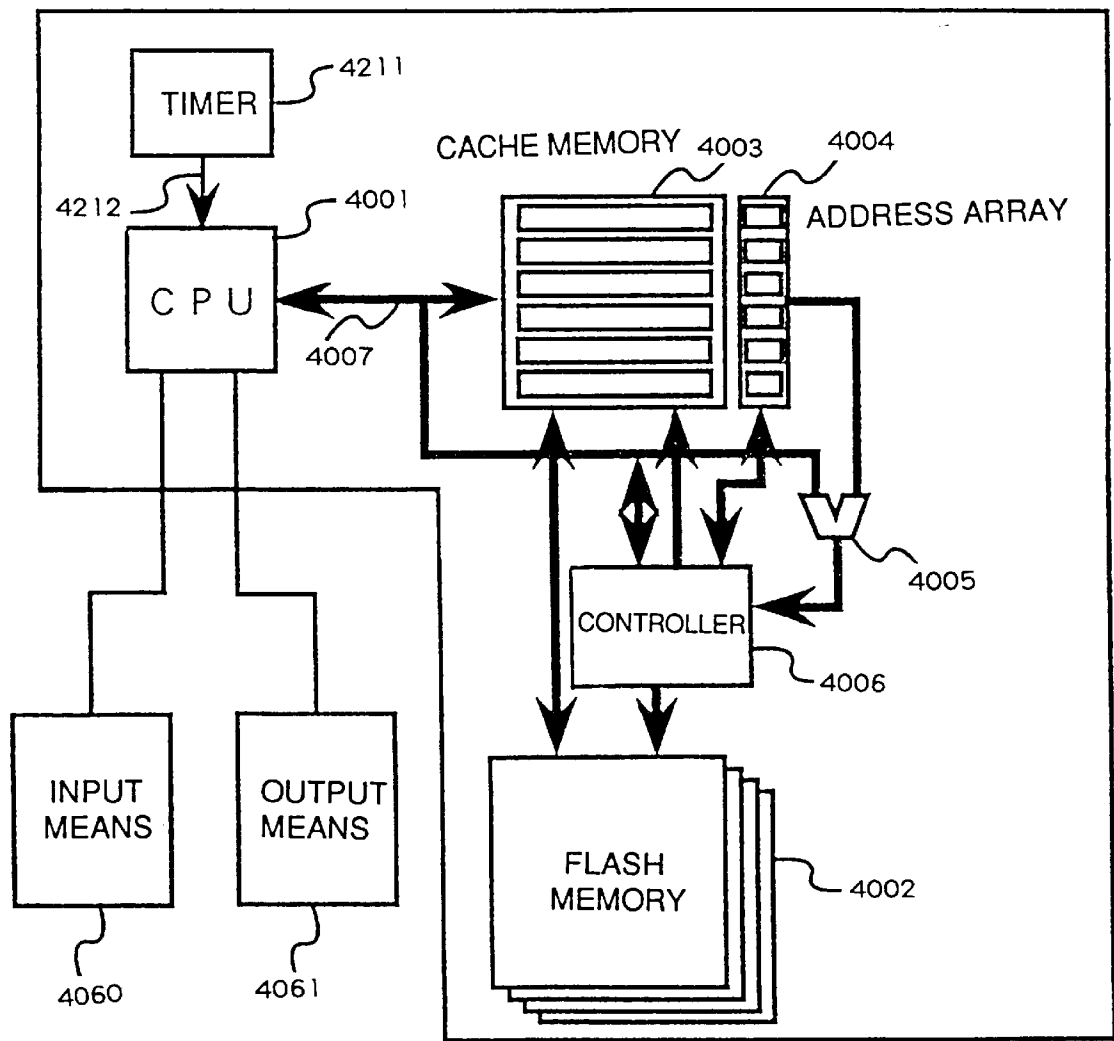 4211
TIMER
4212
4001
C P U
4007
CACHE MEMORY
4003
4004
ADDRESS ARRAY
4005
CONTROLLER
4006
INPUT
MEANS
OUTPUT
MEANS
FLASH
MEMORY
4002
4060
4061